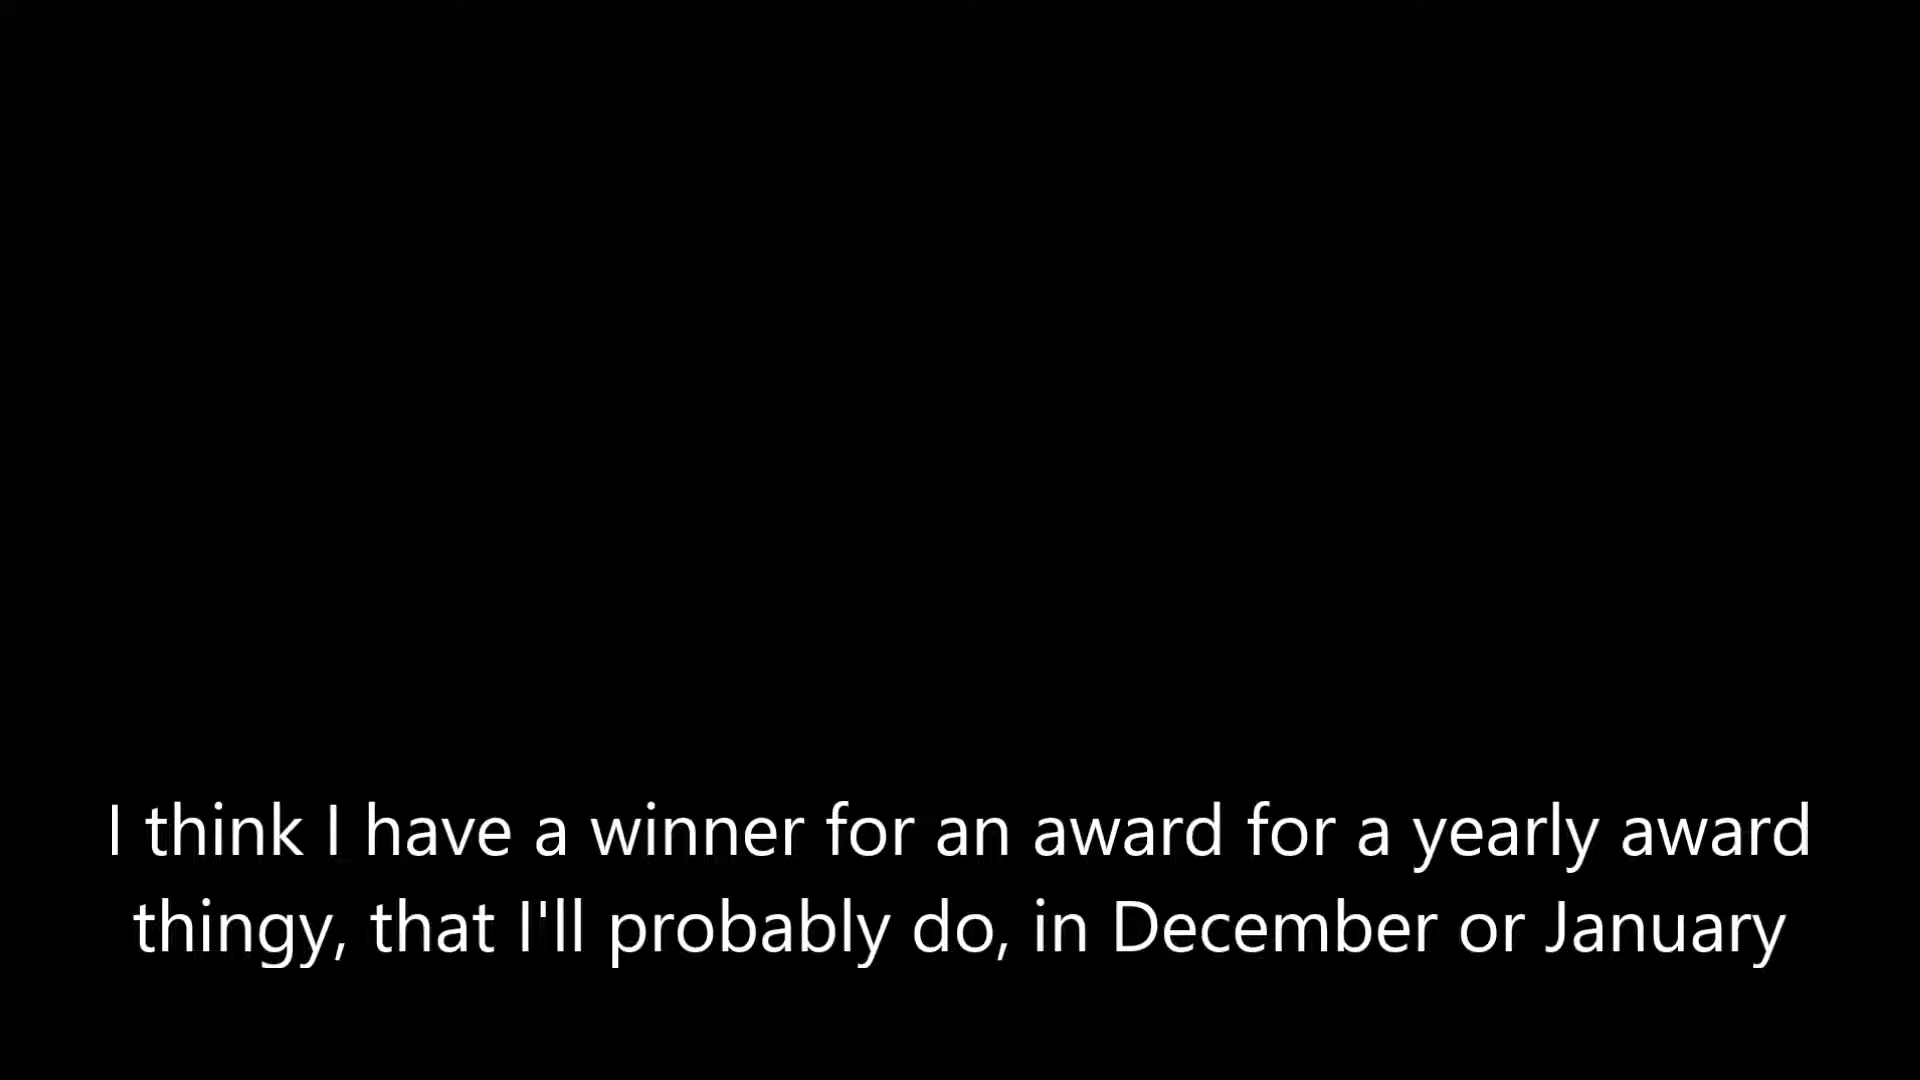 I think I have a winner for an award for a yearly award
thingy, that I'll probably do, in December or January